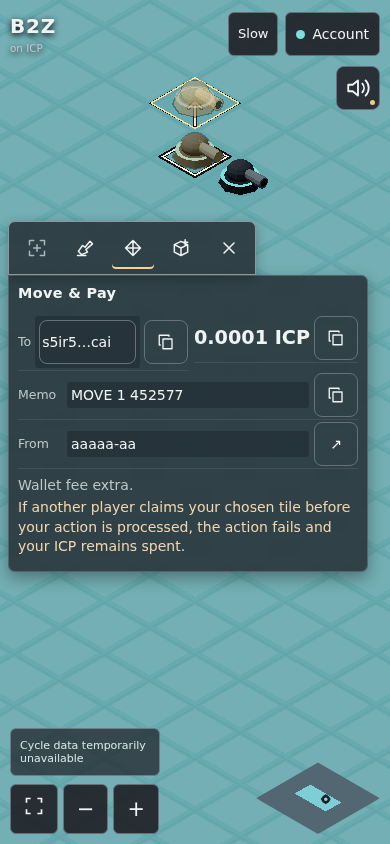 B2Z
on ICP
Slow
Account
Move & Pay
To
s5ir5...cai
0.0001 ICP
Memo
MOVE 1 452577
From
aaaaa-aa
↗
Wallet fee extra.
If another player claims your chosen tile before
your action is processed, the action fails and
your ICP remains spent.
Cycle data temporarily
unavailable
−
+